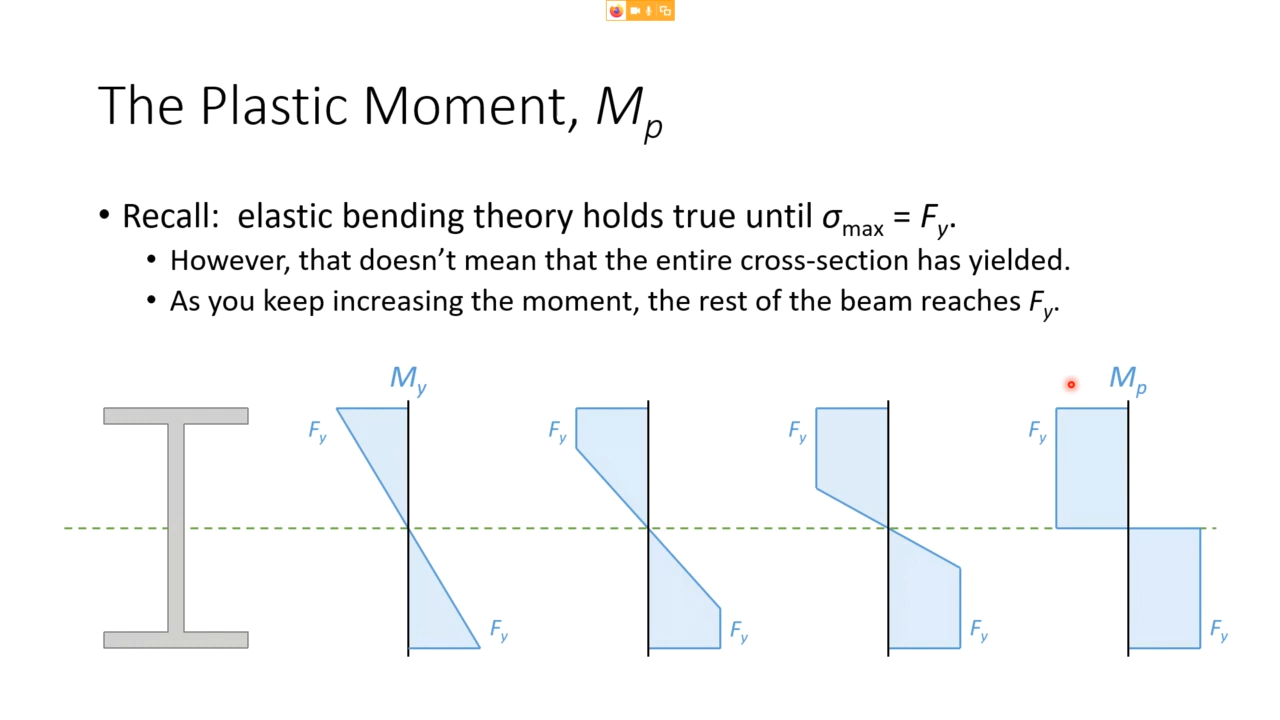 The Plastic Moment, Mp
• Recall:  elastic bending theory holds true until σmax = Fy.
• However, that doesn’t mean that the entire cross-section has yielded.
• As you keep increasing the moment, the rest of the beam reaches Fy.
My
Mp
Fy
Fy
Fy
Fy
Fy
Fy
Fy
Fy